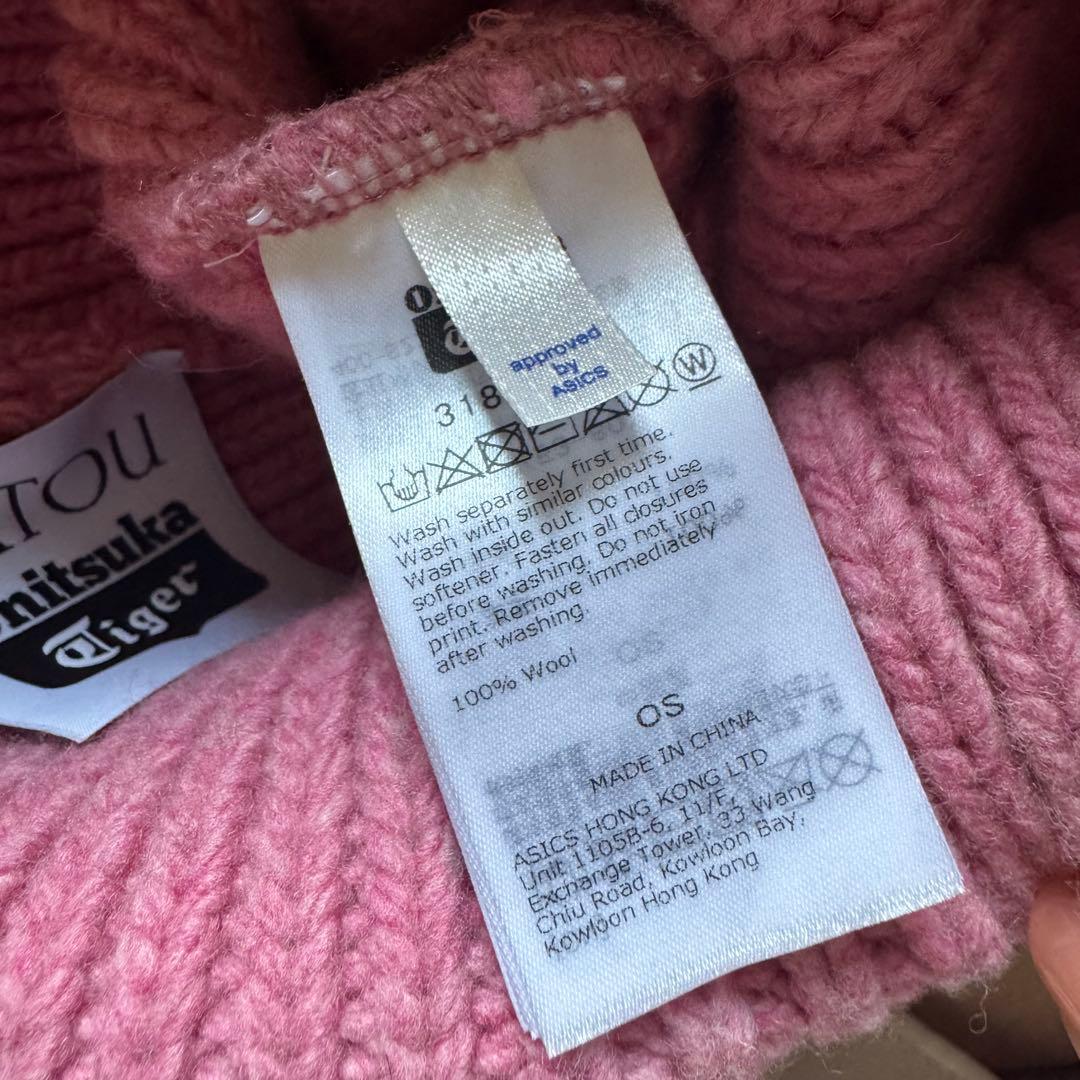 TOU
nitsuka
Tiger
approved
by
ASICS
318
W
Wash separately first time.
Wash with similar colours.
Wash inside out. Do not use
softener. Fasten all closures
before washing. Do not iron
print. Remove immediately
after washing.
100% Wool
OS
MADE IN CHINA
ASICS HONG KONG LTD
Unit 1105B-6, 11/F,
Exchange Tower, 33 Wang
Chiu Road, Kowloon Bay,
Kowloon Hong Kong